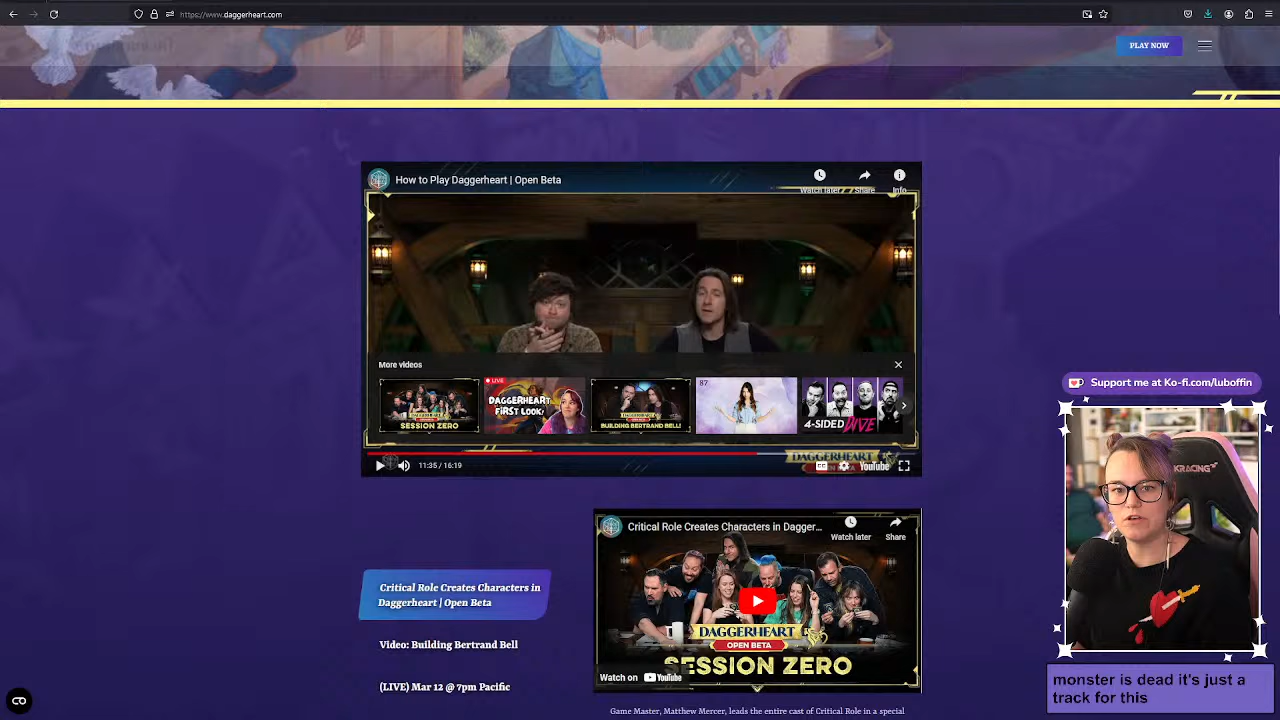 https://www.daggerheart.com
PLAY NOW
How to Play Daggerheart | Open Beta
Watch later
Share
Info
More videos
SESSION ZERO
LIVE
DAGGERHEART
FIRST LOOK!
BUILDING BERTRAND BELL!
87
4-SIDED
DIVE
11:35 / 16:19
DAGGERHEART
CC
YouTube
Critical Role Creates Characters in Dagger...
Watch later
Share
Critical Role Creates Characters in
Daggerheart | Open Beta
DAGGERHEART
OPEN BETA
SESSION ZERO
Video: Building Bertrand Bell
Watch on YouTube
(LIVE) Mar 12 @ 7pm Pacific
Game Master, Matthew Mercer, leads the entire cast of Critical Role in a special
Support me at Ko-fi.com/luboffin
KRACING
monster is dead it's just a
track for this